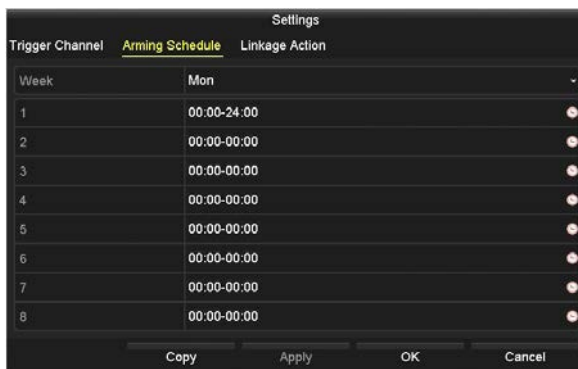 Settings
Trigger Channel Arming Schedule Linkage Action
Week Mon
1 00:00-24:00
2 00:00-00:00
3 00:00-00:00
4 00:00-00:00
5 00:00-00:00
6 00:00-00:00
7 00:00-00:00
8 00:00-00:00
Copy Apply OK Cancel